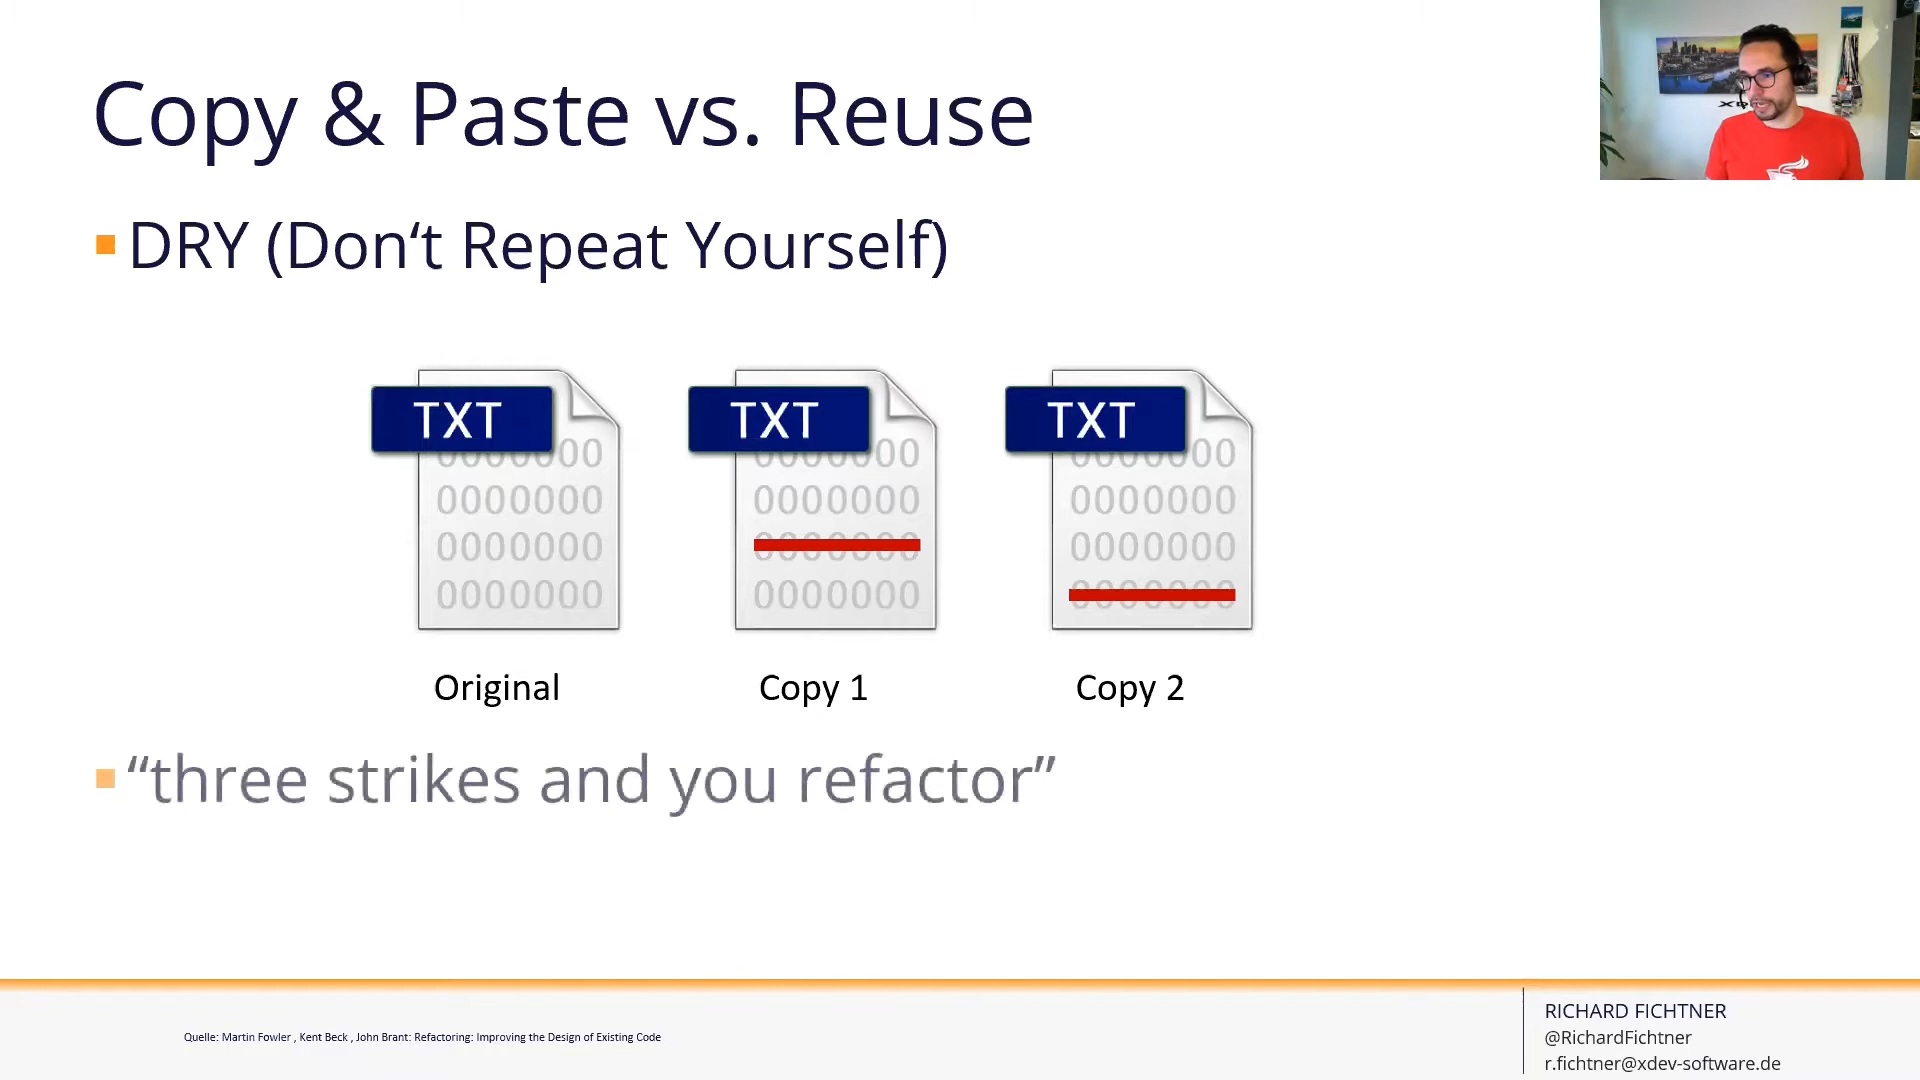 Copy & Paste vs. Reuse
DRY (Don‘t Repeat Yourself)
TXT TXT TXT
0000000 0000000 0000000
0000000 0000000 0000000
0000000 0000000 0000000
0000000 0000000 0000000
Original Copy 1 Copy 2
“three strikes and you refactor”
Quelle: Martin Fowler , Kent Beck , John Brant: Refactoring: Improving the Design of Existing Code
RICHARD FICHTNER
@RichardFichtner
r.fichtner@xdev-software.de